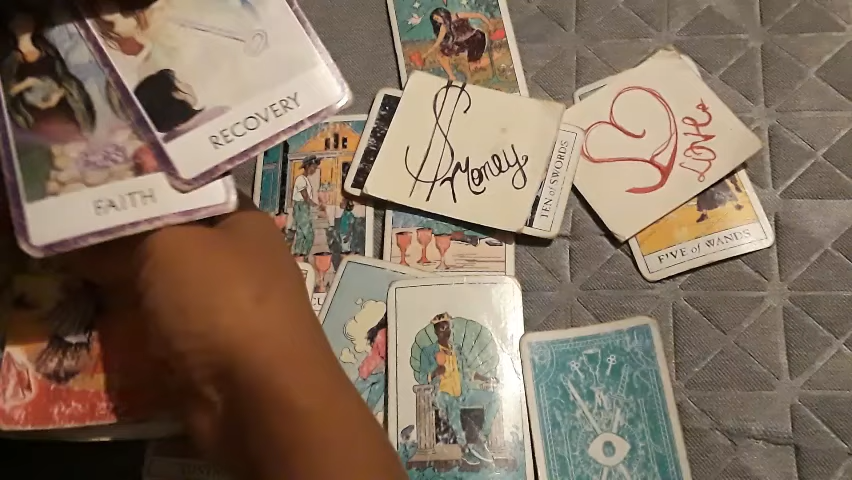 RECOVERY
FAITH
$ Money
LOVE
TEN of SWORDS
FIVE of WANDS